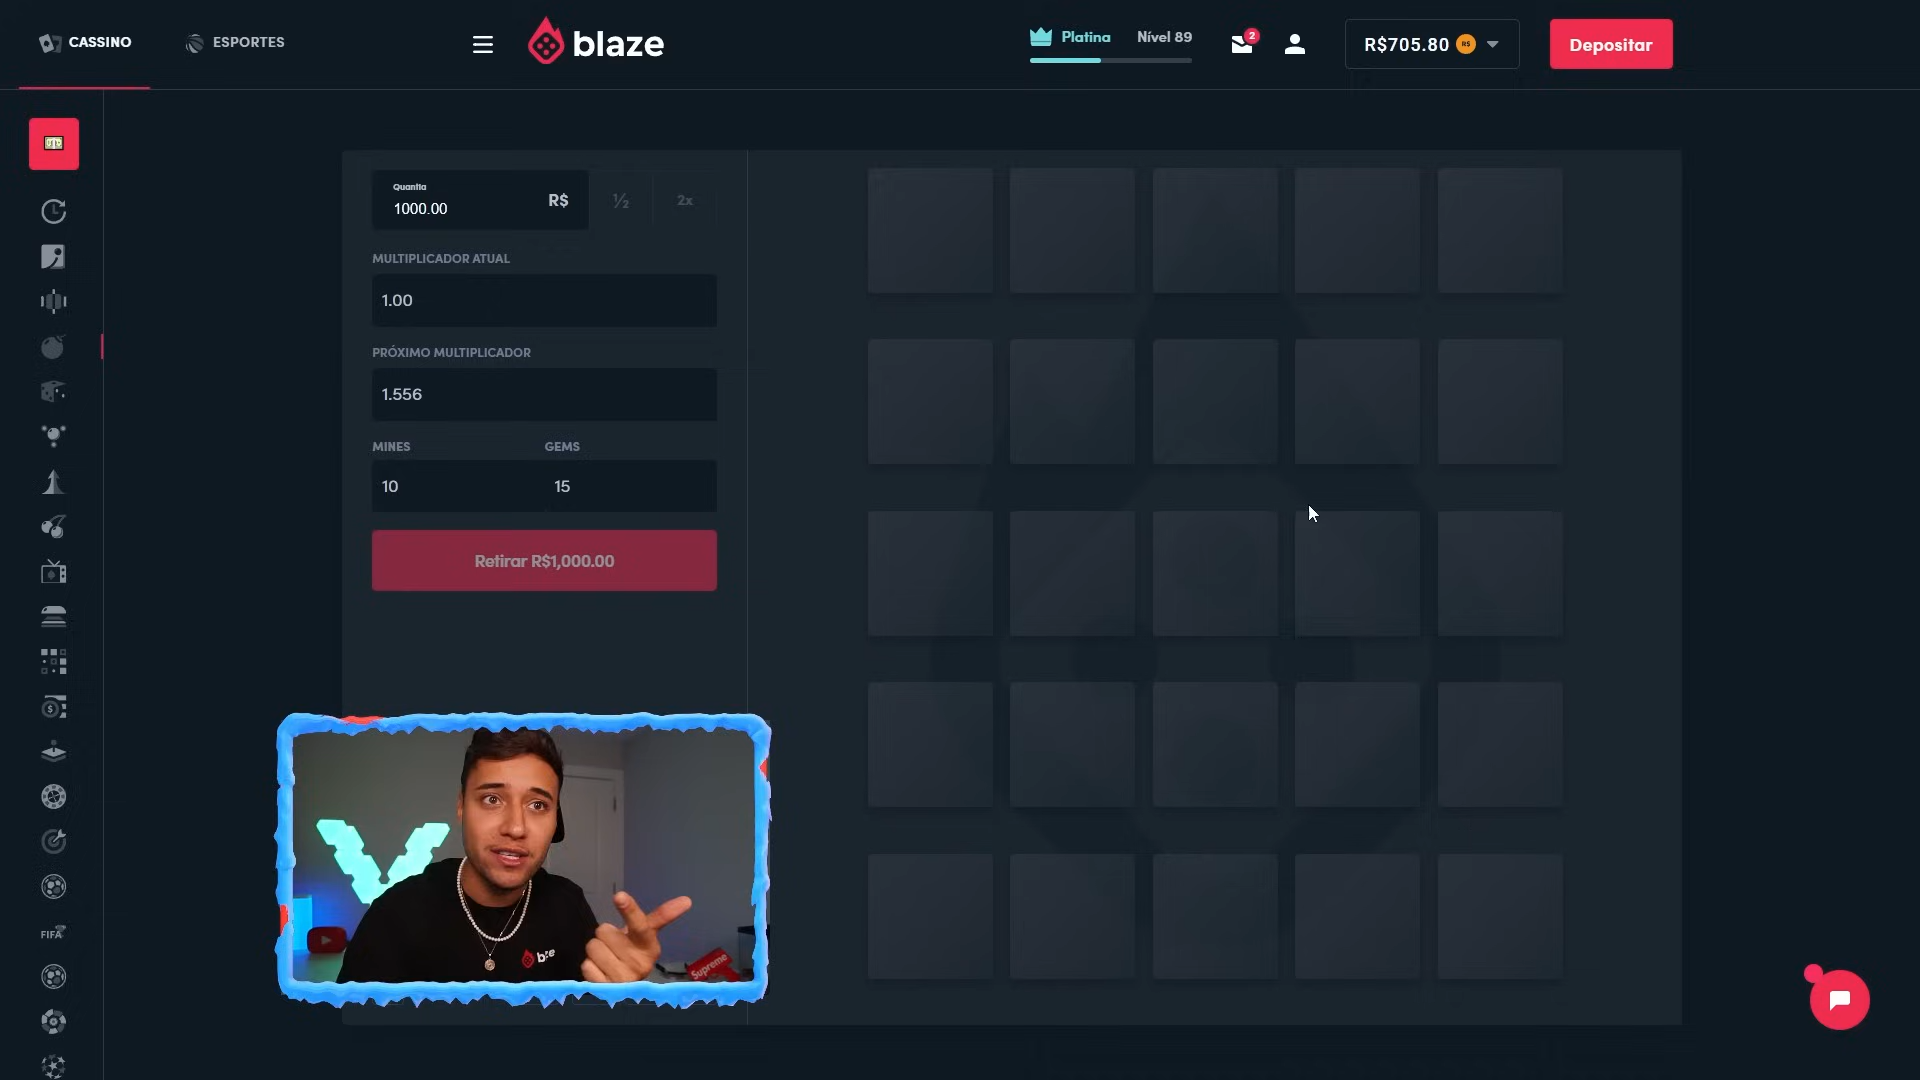 CASSINO
ESPORTES
blaze
Platina
Nível 89
2
R$705.80
R$
Depositar
Quantia
1000.00
R$
½
2x
MULTIPLICADOR ATUAL
1.00
PRÓXIMO MULTIPLICADOR
1.556
MINES
GEMS
10
15
Retirar R$1,000.00
FIFA
Supreme